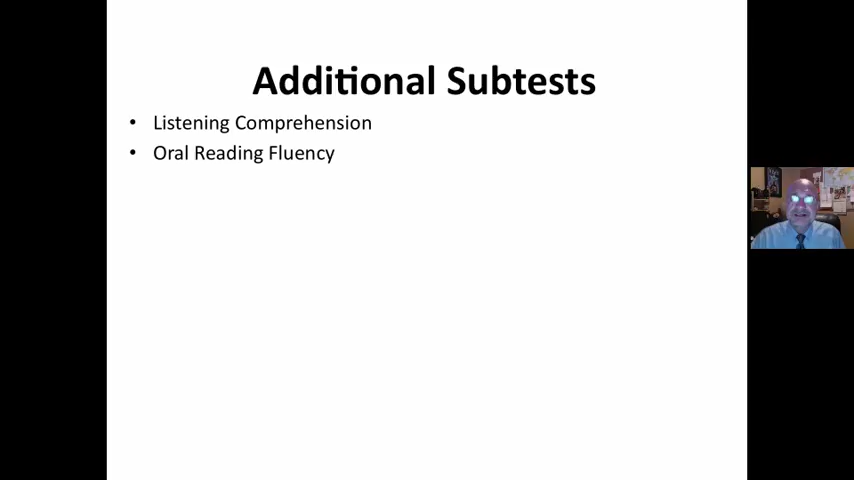 Additional Subtests
• Listening Comprehension
• Oral Reading Fluency